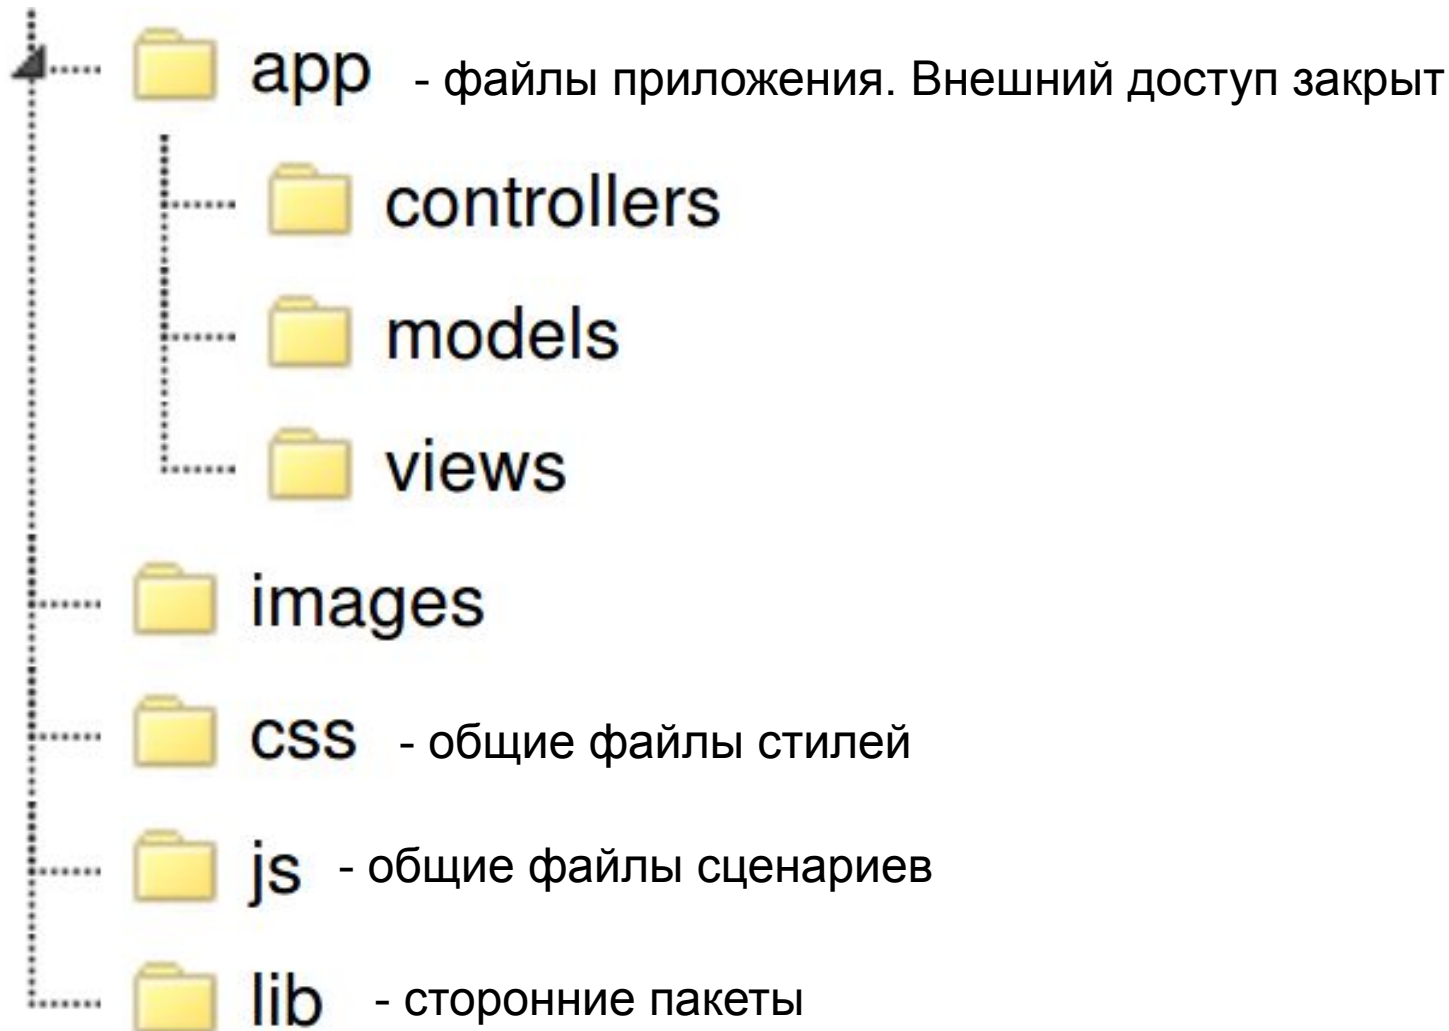 app - файлы приложения. Внешний доступ закрыт
controllers
models
views
images
css - общие файлы стилей
js - общие файлы сценариев
lib - сторонние пакеты